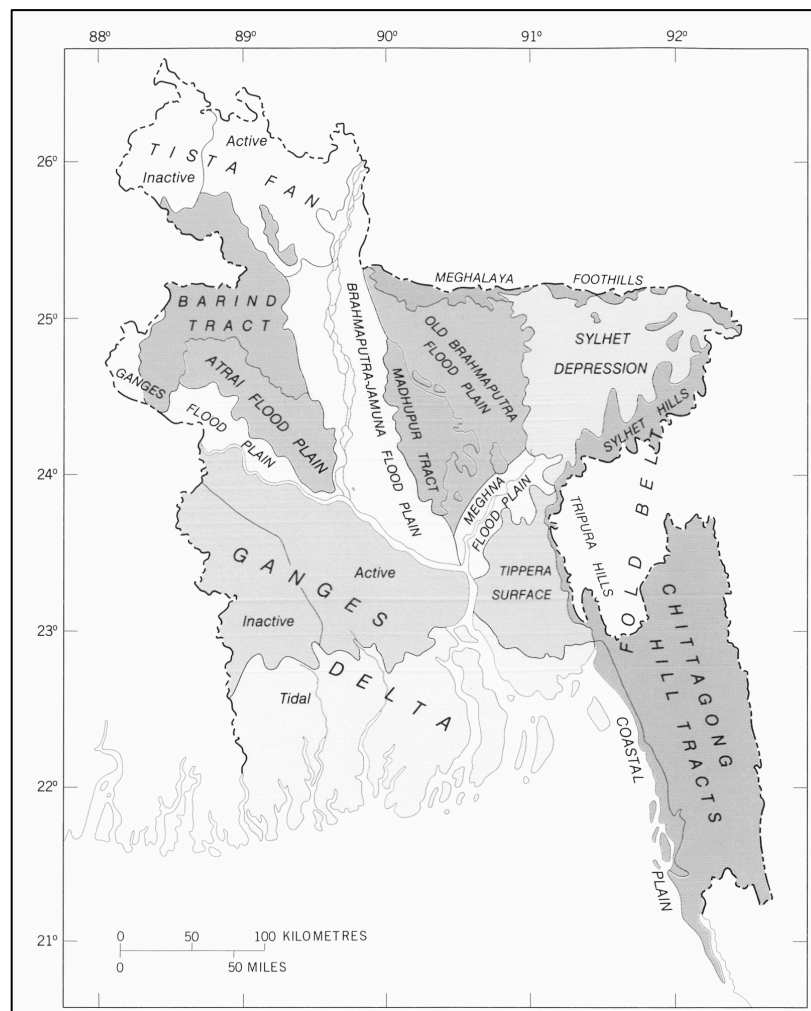 88°
89°
90°
91°
92°
26°
25°
24°
23°
22°
21°
Active
TISTA FAN
Inactive
MEGHALAYA FOOTHILLS
BARIND
TRACT
BRAHMAPUTRA-JAMUNA FLOOD PLAIN
OLD BRAHMAPUTRA
FLOOD PLAIN
MADHUPUR TRACT
SYLHET
DEPRESSION
ATRAI FLOOD PLAIN
GANGES
FLOOD PLAIN
SYLHET HILLS
MEGHNA
FLOOD PLAIN
FOLD BELT
TRIPURA HILLS
GANGES
Active
TIPPERA
SURFACE
Inactive
DELTA
Tidal
CHITTAGONG
HILL TRACTS
COASTAL
PLAIN
0 50 100 KILOMETRES
0 50 MILES